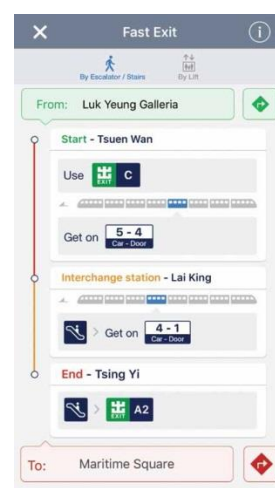 Fast Exit
By Escalator / Stairs By Lift
From: Luk Yeung Galleria
Start - Tsuen Wan
Use EXIT C
Get on 5 - 4
Car - Door
Interchange station - Lai King
Get on 4 - 1
Car - Door
End - Tsing Yi
EXIT A2
To: Maritime Square